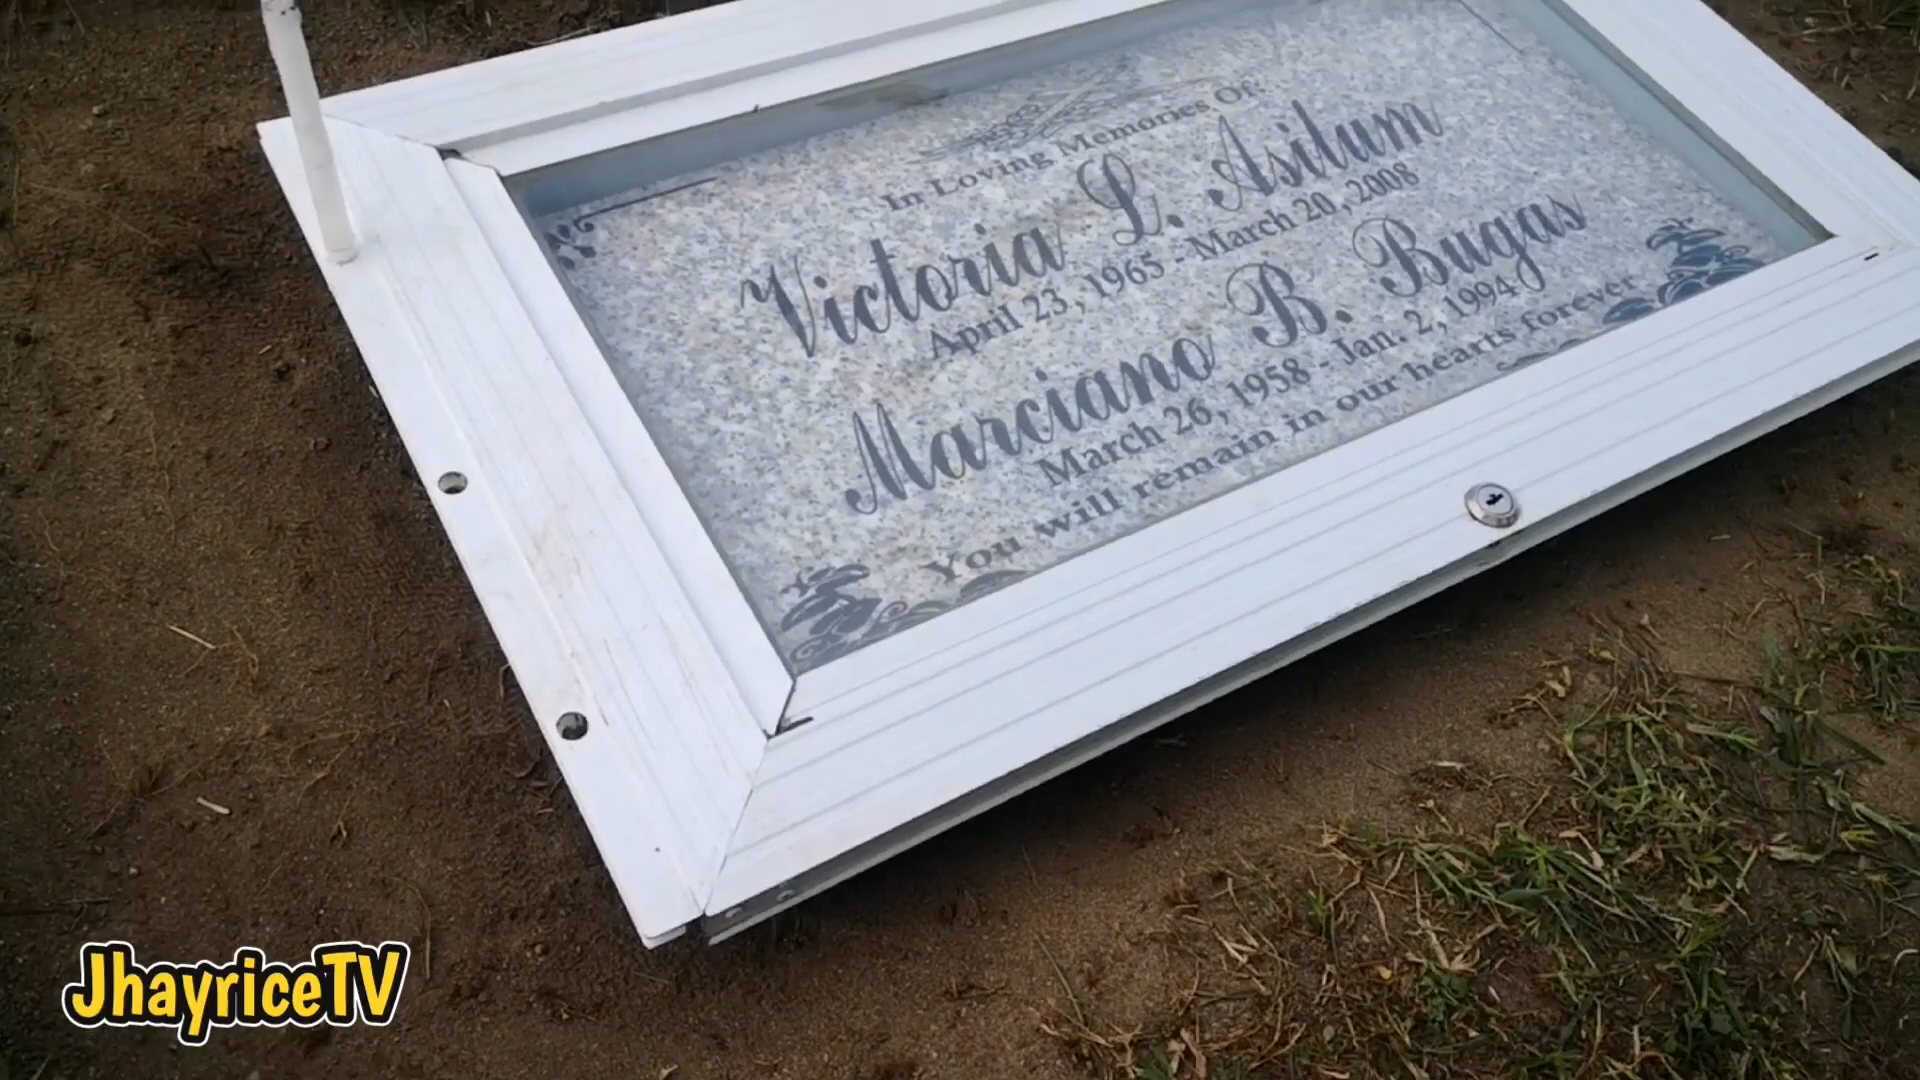 In Loving Memories Of:
Victoria L. Asilum
April 23, 1965 - March 20, 2008
Marciano B. Bugas
March 26, 1958 - Jan. 2, 1994
You will remain in our hearts forever
JhayriceTV